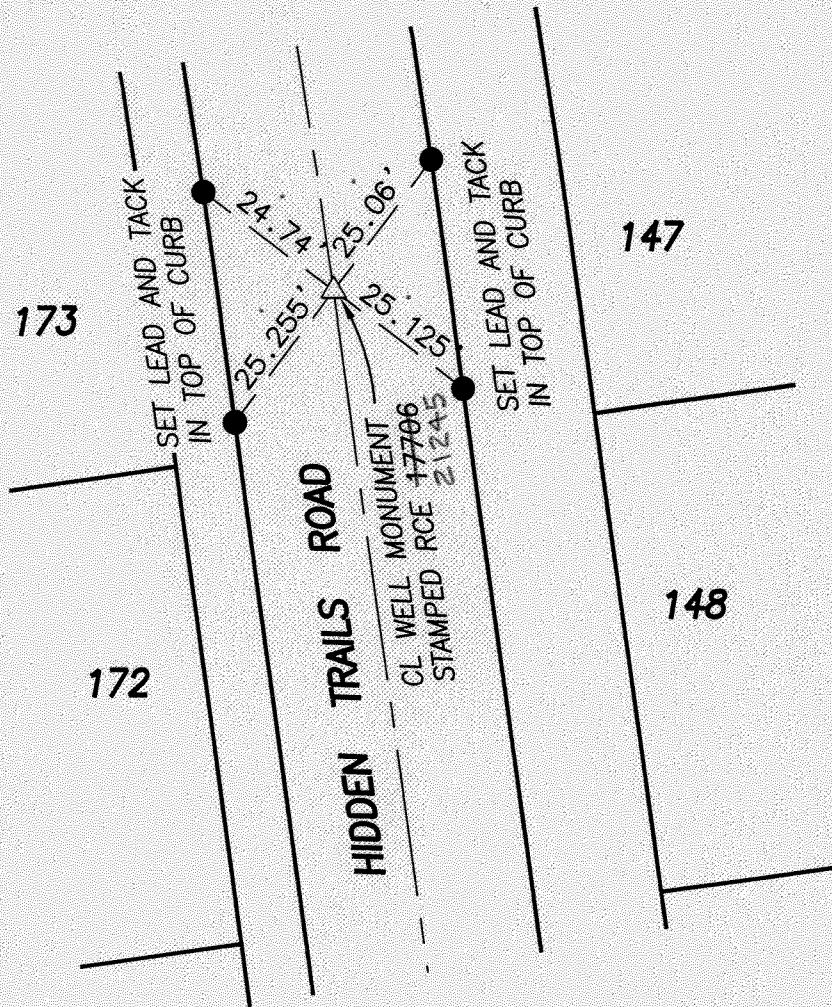 SET LEAD AND TACK
IN TOP OF CURB
24.74'
25.06'
25.255'
25.125'
SET LEAD AND TACK
IN TOP OF CURB
173
147
CL WELL MONUMENT
STAMPED RCE 17706
21245
HIDDEN TRAILS ROAD
172
148